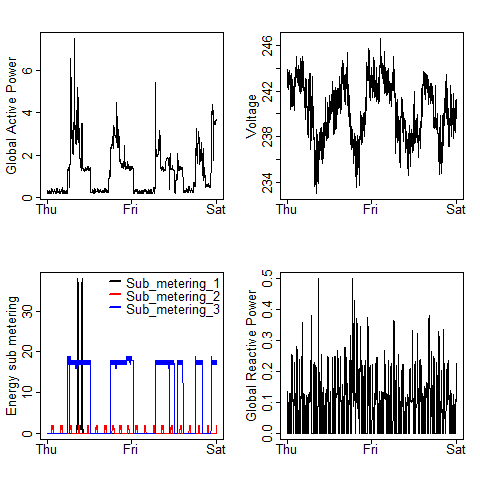 Global Active Power
0 2 4 6
Thu Fri Sat
Voltage
234 238 242 246
Thu Fri Sat
Energy sub metering
0 10 20 30
Sub_metering_1
Sub_metering_2
Sub_metering_3
Thu Fri Sat
Global Reactive Power
0.0 0.1 0.2 0.3 0.4 0.5
Thu Fri Sat